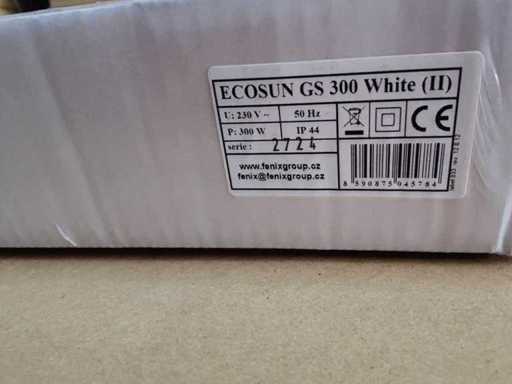 ECOSUN GS 300 White (II)
U: 230 V ~ 50 Hz
P: 300 W IP 44
serie : 2724
www.fenixgroup.cz
fenix@fenixgroup.cz
CE
8 590875 045784